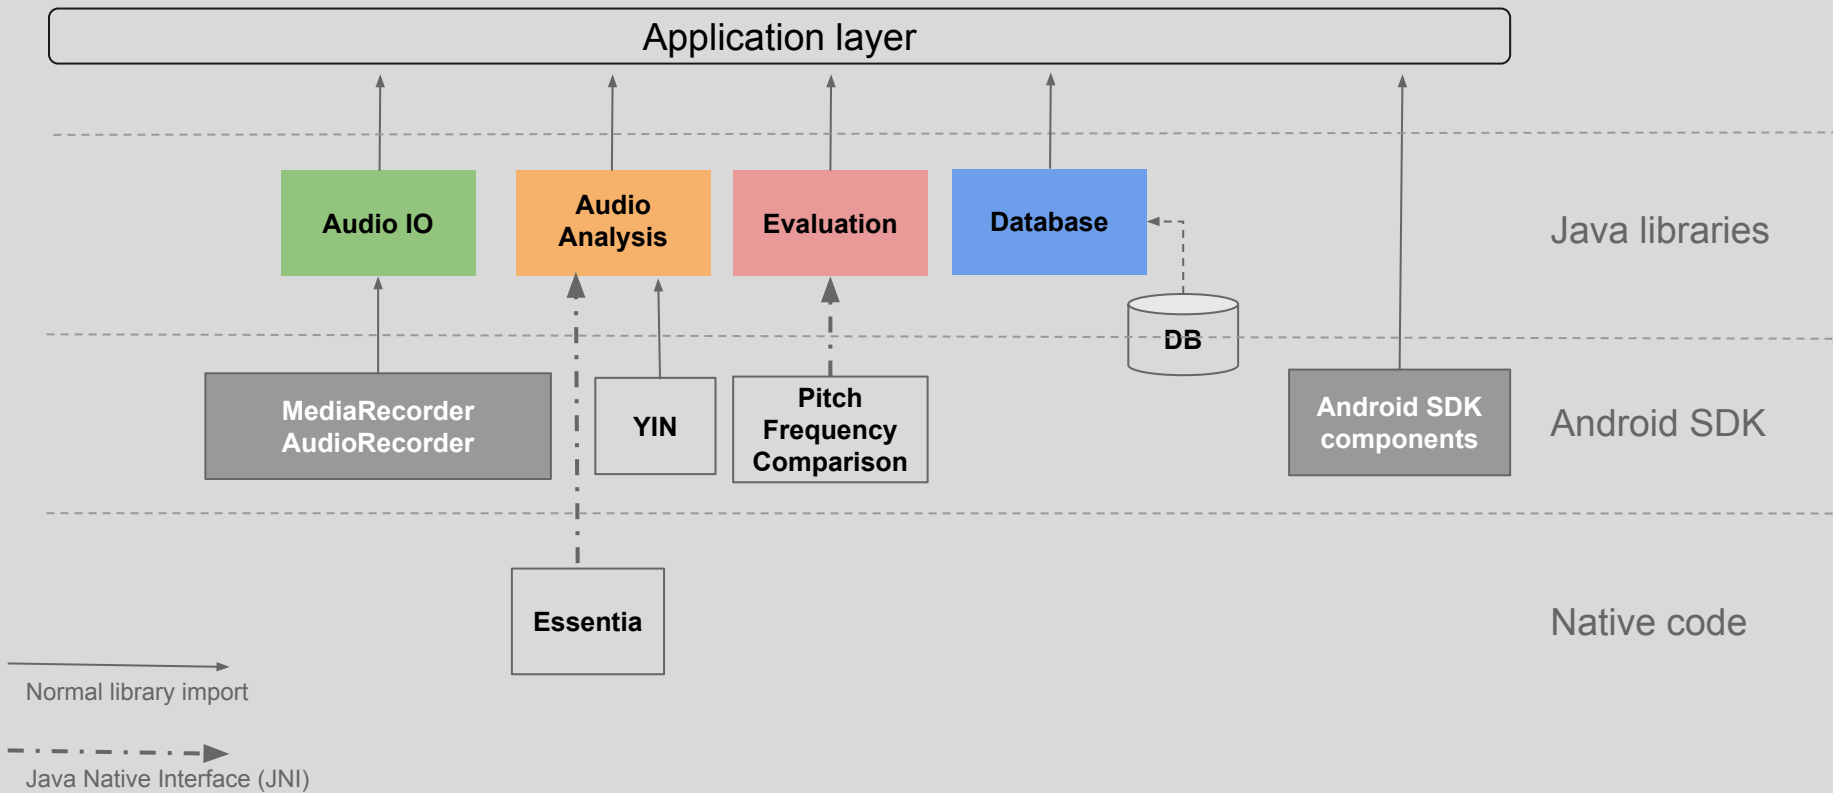 Application layer
Audio IO
Audio
Analysis
Evaluation
Database
Java libraries
DB
MediaRecorder
AudioRecorder
YIN
Pitch
Frequency
Comparison
Android SDK
components
Android SDK
Essentia
Native code
Normal library import
Java Native Interface (JNI)